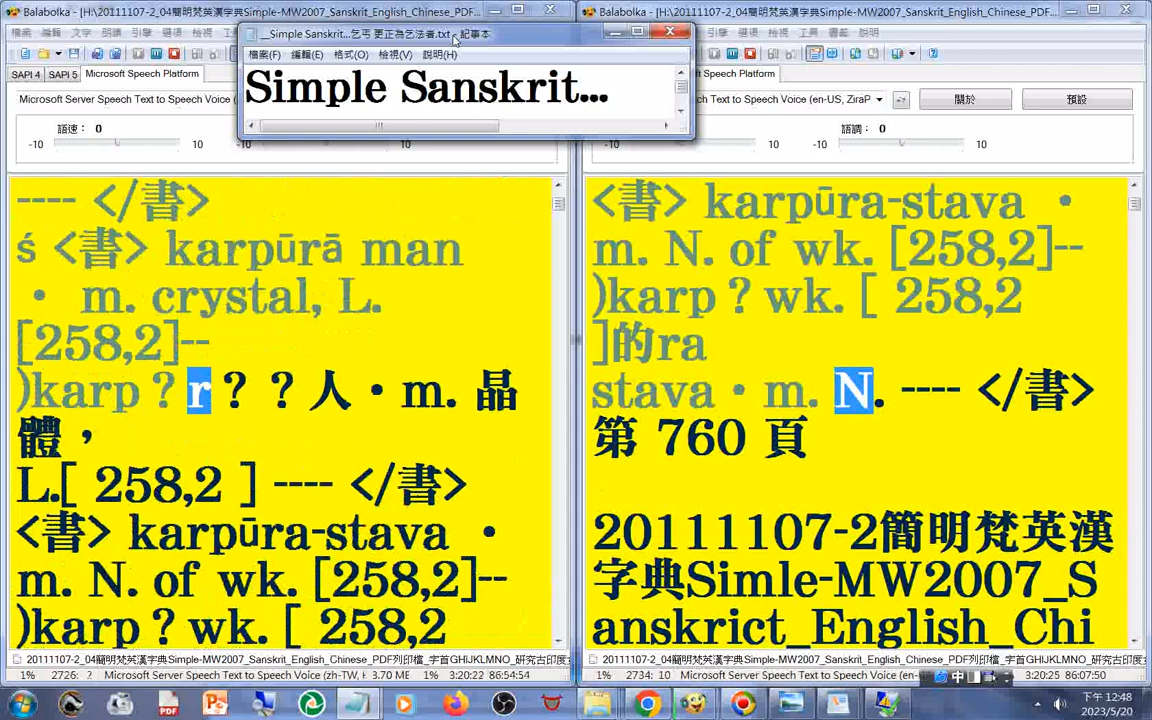 Balabolka - [H:\20111107-2_04簡明梵英漢字典Simple-MW2007_Sanskrit_English_Chinese_PDF...
Balabolka - [H:\20111107-2_04簡明梵英漢字典Simple-MW2007_Sanskrit_English_Chinese_PDF...
__Simple Sanskrit...乞丐 更正為乞法者.txt - 記事本
檔案(F) 編輯(E) 格式(O) 檢視(V) 說明(H)
Simple Sanskrit...
SAPI 4 SAPI 5 Microsoft Speech Platform
Speech Platform
Microsoft Server Speech Text to Speech Voice (
ch Text to Speech Voice (en-US, ZiraP
關於
預設
語速： 0
-10 10 -10 10
語調： 0
-10 10 -10 10
---- </書>
ś <書> karpūrā man
• m. crystal, L.
[258,2]--
)karp？r？？人•m. 晶
體，
L.[ 258,2 ] ---- </書>
<書> karpūra-stava •
m. N. of wk. [258,2]--
)karp？wk. [ 258,2
<書> karpūra-stava •
m. N. of wk. [258,2]--
)karp？wk. [ 258,2
]的ra
stava•m. N. ---- </書>
第 760 頁
20111107-2簡明梵英漢
字典Simle-MW2007_S
anskrict_English_Chi
20111107-2_04簡明梵英漢字典Simple-MW2007_Sanskrit_English_Chinese_PDF列印檔_字首GHIJKLMNO_研究古印度
20111107-2_04簡明梵英漢字典Simple-MW2007_Sanskrit_English_Chinese_PDF列印檔_字首GHIJKLMNO_研究古印度
1% 2726: ? Microsoft Server Speech Text to Speech Voice (zh-TW, H 3.70 ME 1% 3:20:22 86:54:54
1% 2734: 10 Microsoft Server Speech Text to Speech Voice 1% 3:20:25 86:07:50
中
下午 12:48
2023/5/20